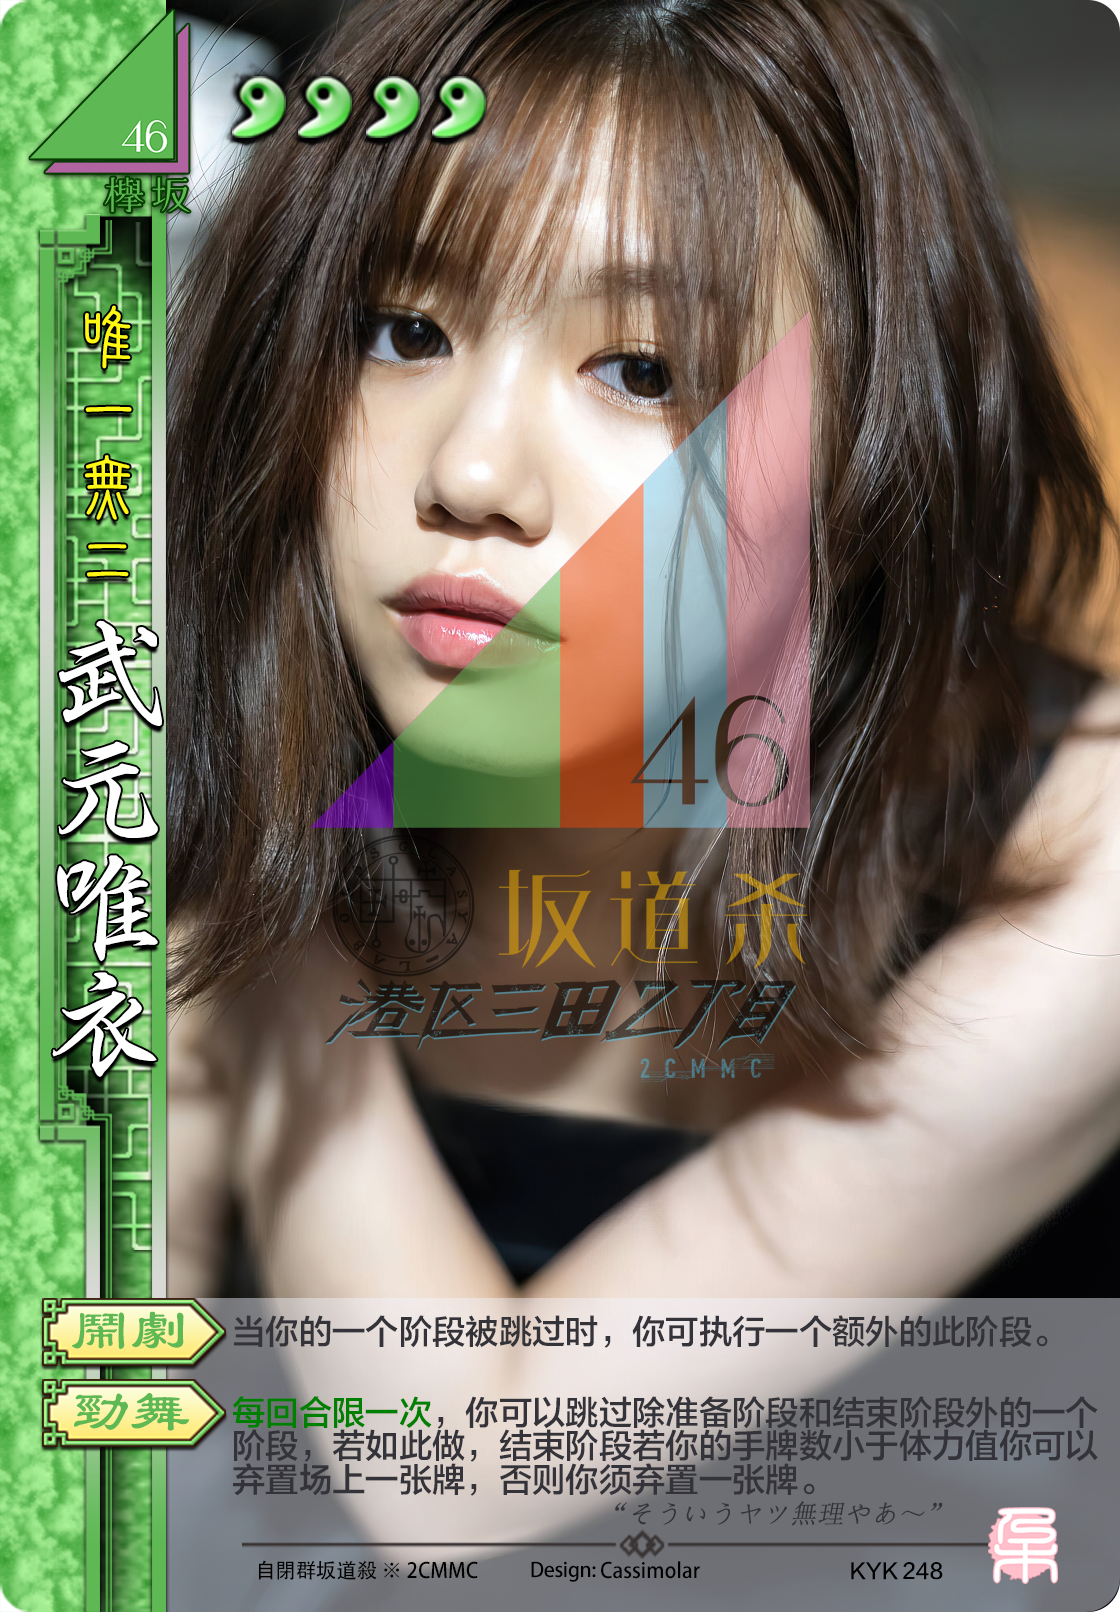 46
欅坂
唯一無二
武元唯衣
46
坂道杀
港区三田2丁目
2CMMC
鬧劇
当你的一个阶段被跳过时，你可执行一个额外的此阶段。
勁舞
每回合限一次，你可以跳过除准备阶段和结束阶段外的一个
阶段，若如此做，结束阶段若你的手牌数小于体力值你可以
弃置场上一张牌，否则你须弃置一张牌。
“そういうヤツ無理やあ～”
自閉群坂道殺 ※ 2CMMC
Design: Cassimolar
KYK 248